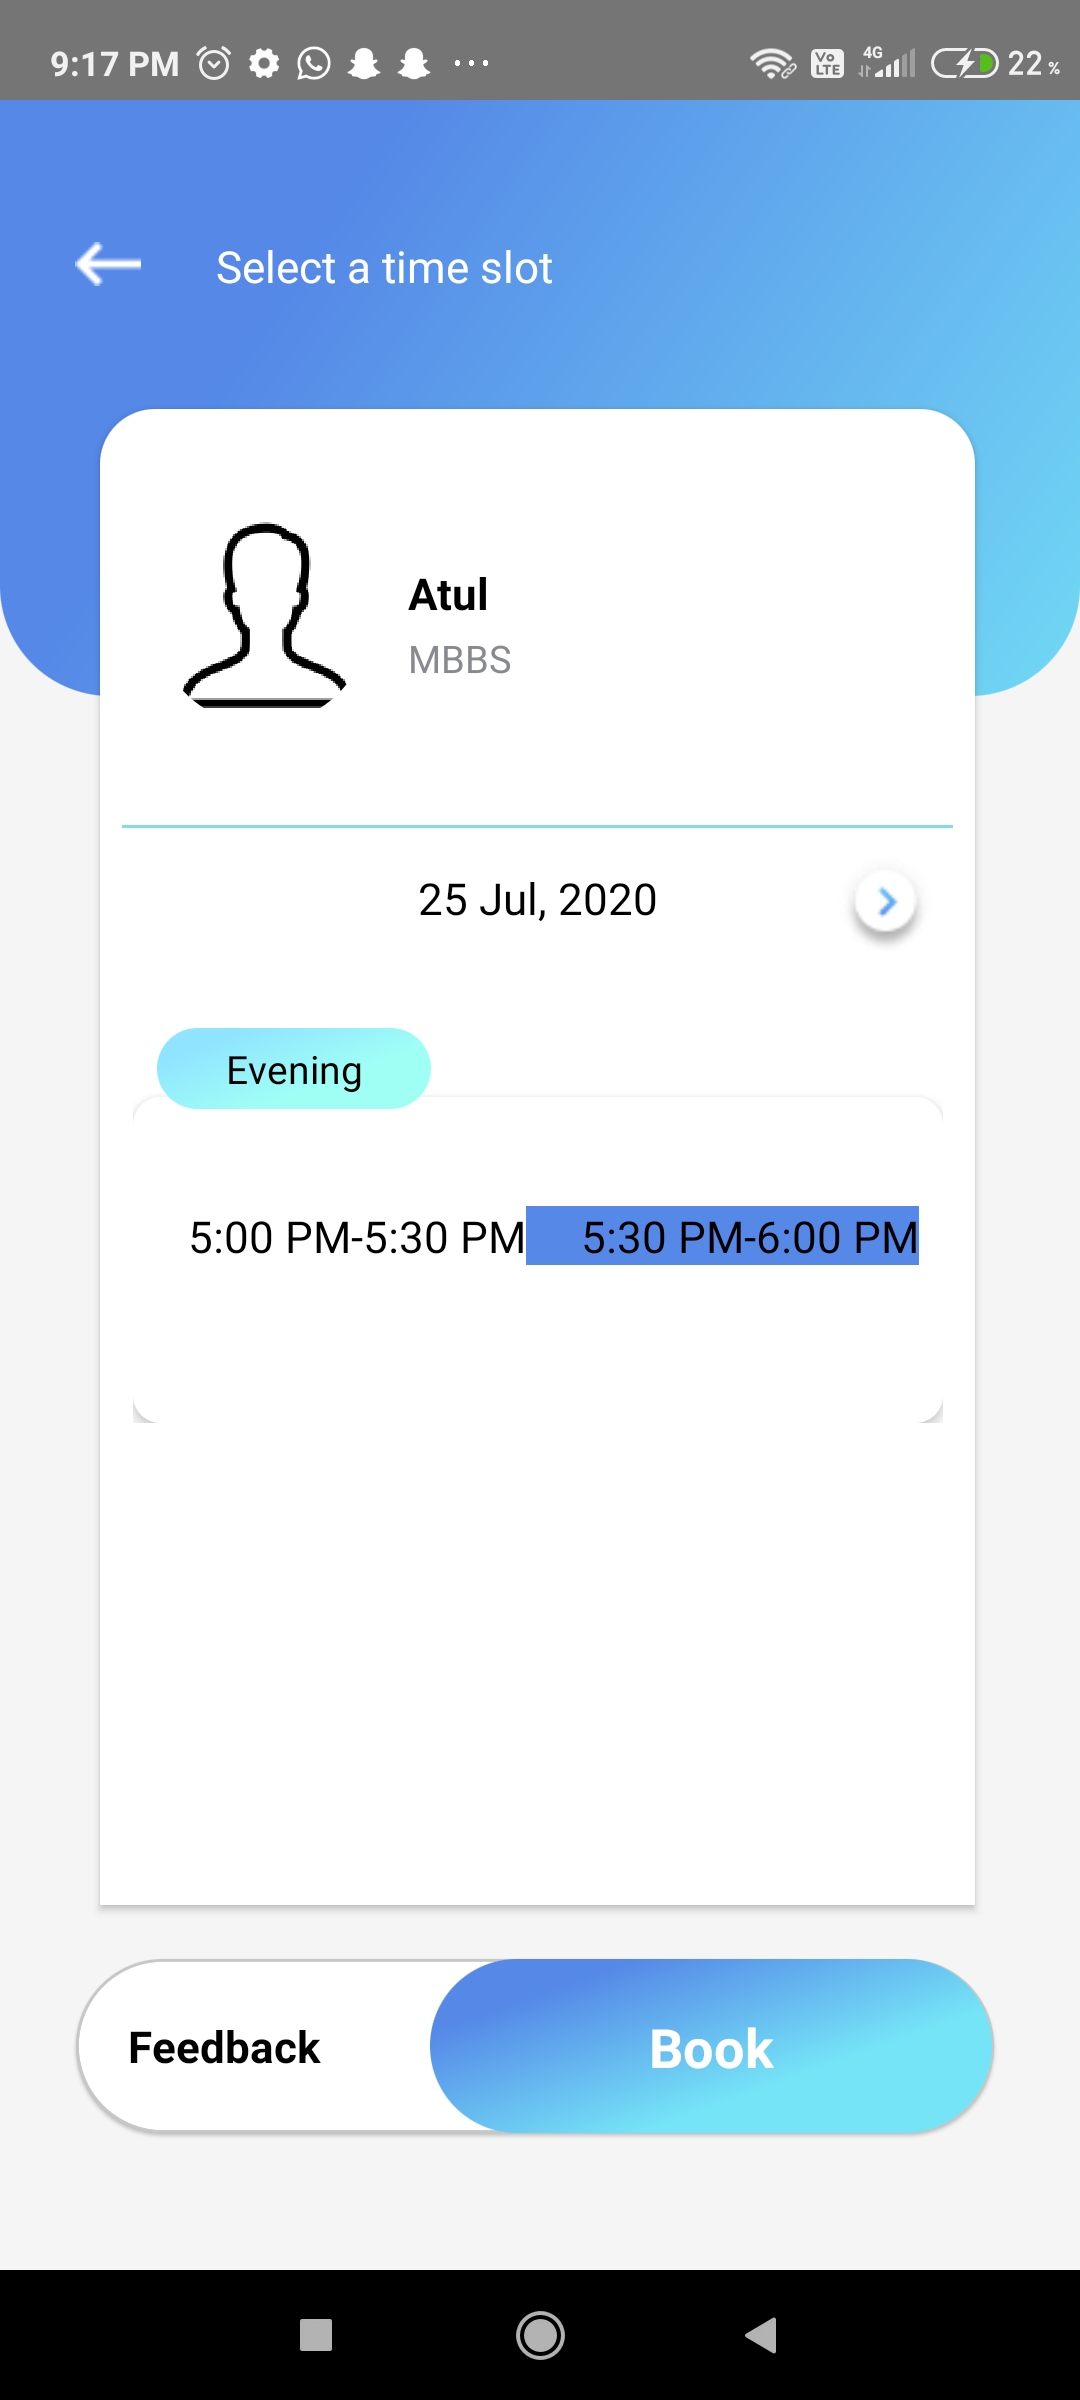 9:17 PM
Vo LTE 4G 22 %
Select a time slot
Atul
MBBS
25 Jul, 2020
Evening
5:00 PM-5:30 PM 5:30 PM-6:00 PM
Feedback Book